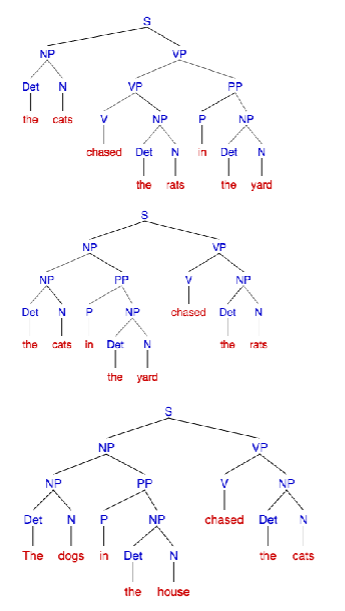 S
NP VP
Det N VP PP
the cats V NP P NP
chased Det N in Det N
the rats the yard
S
NP VP
NP PP V NP
Det N P NP chased Det N
the cats in Det N the rats
the yard
S
NP VP
NP PP V NP
Det N P NP chased Det N
The dogs in Det N the cats
the house